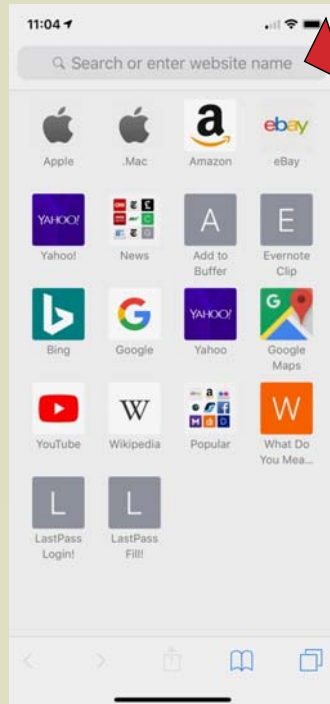 11:04
Search or enter website name
a
ebay
Apple
.Mac
Amazon
eBay
YAHOO!
A
E
Yahoo!
News
Add to
Buffer
Evernote
Clip
G
YAHOO!
G
Bing
Google
Yahoo
Google
Maps
W
W
YouTube
Wikipedia
Popular
What Do
You Mea...
L
L
LastPass
Login!
LastPass
Fill!